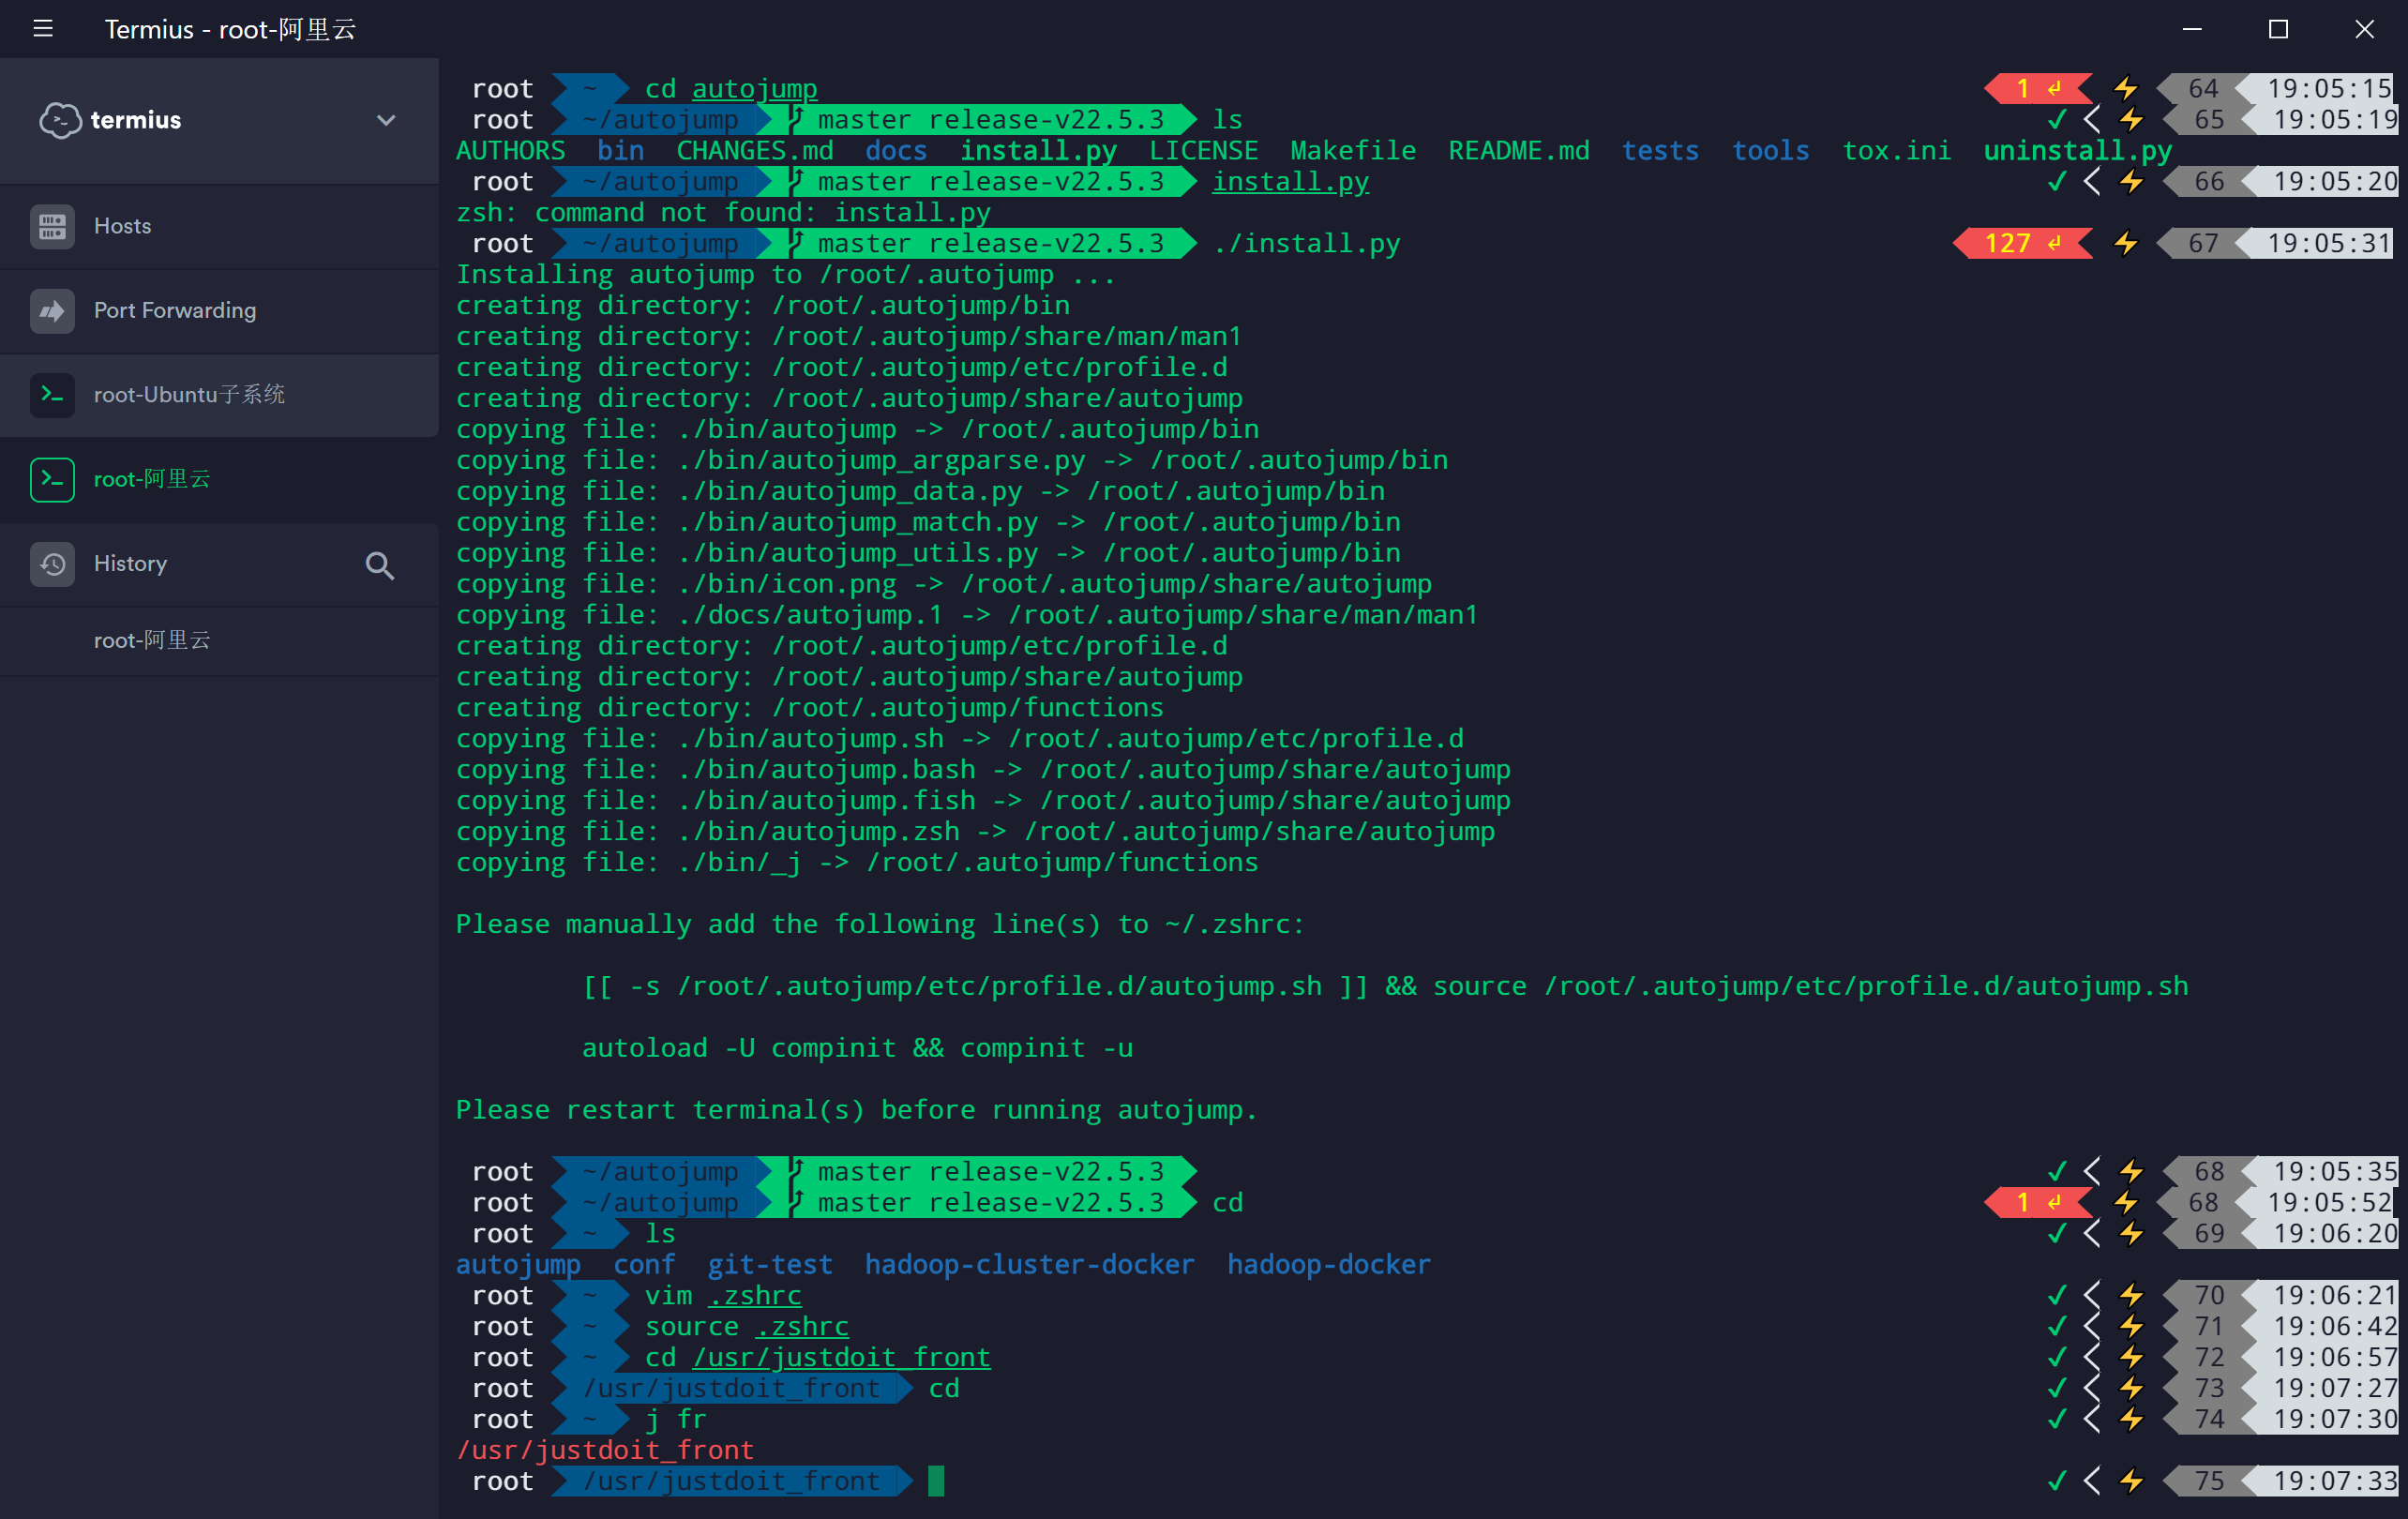 Termius - root-阿里云
termius
Hosts
Port Forwarding
root-Ubuntu子系统
root-阿里云
History
root-阿里云
root ~ cd autojump 1 ↵ ⚡ 64 19:05:15
root ~/autojump master release-v22.5.3 ls ✓ ⚡ 65 19:05:19
AUTHORS bin CHANGES.md docs install.py LICENSE Makefile README.md tests tools tox.ini uninstall.py
root ~/autojump master release-v22.5.3 install.py ✓ ⚡ 66 19:05:20
zsh: command not found: install.py
root ~/autojump master release-v22.5.3 ./install.py 127 ↵ ⚡ 67 19:05:31
Installing autojump to /root/.autojump ...
creating directory: /root/.autojump/bin
creating directory: /root/.autojump/share/man/man1
creating directory: /root/.autojump/etc/profile.d
creating directory: /root/.autojump/share/autojump
copying file: ./bin/autojump -> /root/.autojump/bin
copying file: ./bin/autojump_argparse.py -> /root/.autojump/bin
copying file: ./bin/autojump_data.py -> /root/.autojump/bin
copying file: ./bin/autojump_match.py -> /root/.autojump/bin
copying file: ./bin/autojump_utils.py -> /root/.autojump/bin
copying file: ./bin/icon.png -> /root/.autojump/share/autojump
copying file: ./docs/autojump.1 -> /root/.autojump/share/man/man1
creating directory: /root/.autojump/etc/profile.d
creating directory: /root/.autojump/share/autojump
creating directory: /root/.autojump/functions
copying file: ./bin/autojump.sh -> /root/.autojump/etc/profile.d
copying file: ./bin/autojump.bash -> /root/.autojump/share/autojump
copying file: ./bin/autojump.fish -> /root/.autojump/share/autojump
copying file: ./bin/autojump.zsh -> /root/.autojump/share/autojump
copying file: ./bin/_j -> /root/.autojump/functions
Please manually add the following line(s) to ~/.zshrc:
[[ -s /root/.autojump/etc/profile.d/autojump.sh ]] && source /root/.autojump/etc/profile.d/autojump.sh
autoload -U compinit && compinit -u
Please restart terminal(s) before running autojump.
root ~/autojump master release-v22.5.3 ✓ ⚡ 68 19:05:35
root ~/autojump master release-v22.5.3 cd 1 ↵ ⚡ 68 19:05:52
root ~ ls ✓ ⚡ 69 19:06:20
autojump conf git-test hadoop-cluster-docker hadoop-docker
root ~ vim .zshrc ✓ ⚡ 70 19:06:21
root ~ source .zshrc ✓ ⚡ 71 19:06:42
root ~ cd /usr/justdoit_front ✓ ⚡ 72 19:06:57
root /usr/justdoit_front cd ✓ ⚡ 73 19:07:27
root ~ j fr ✓ ⚡ 74 19:07:30
/usr/justdoit_front
root /usr/justdoit_front ✓ ⚡ 75 19:07:33